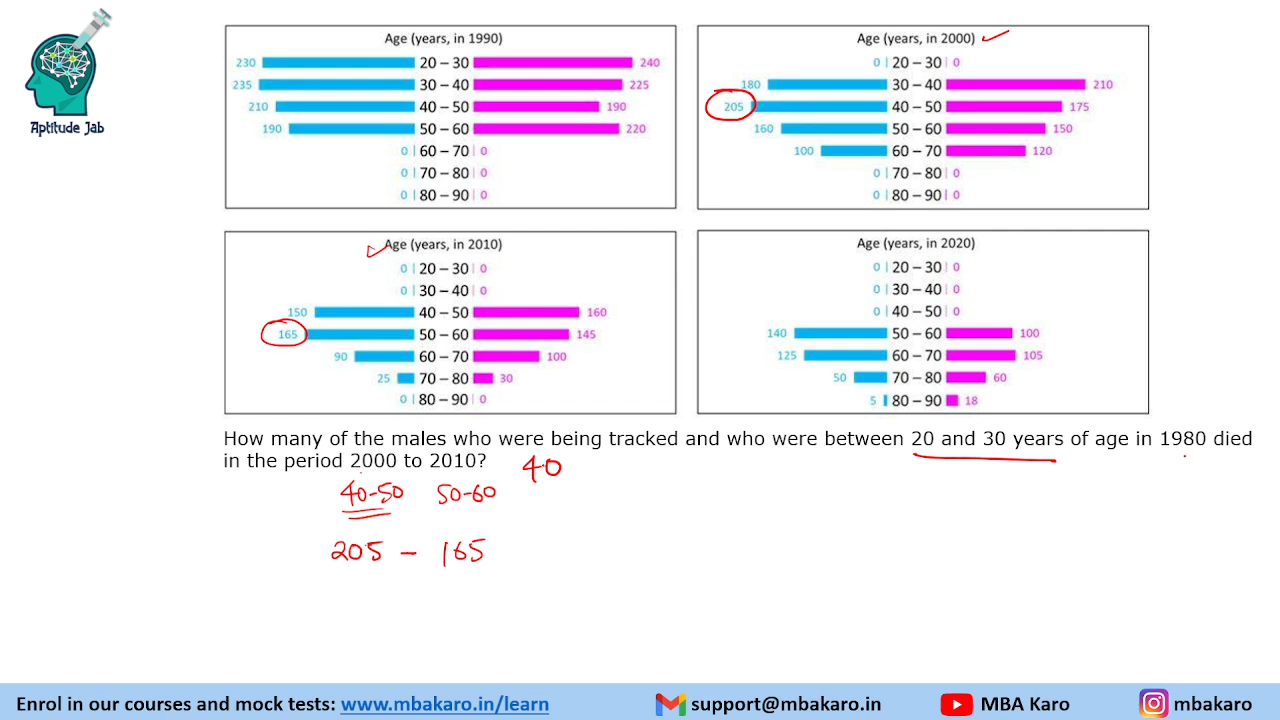 Aptitude Jab
Age (years, in 1990)
230 20 – 30 240
235 30 – 40 225
210 40 – 50 190
190 50 – 60 220
0 60 – 70 0
0 70 – 80 0
0 80 – 90 0
Age (years, in 2000)
0 20 – 30 0
180 30 – 40 210
205 40 – 50 175
160 50 – 60 150
100 60 – 70 120
0 70 – 80 0
0 80 – 90 0
Age (years, in 2010)
0 20 – 30 0
0 30 – 40 0
150 40 – 50 160
165 50 – 60 145
90 60 – 70 100
25 70 – 80 30
0 80 – 90 0
Age (years, in 2020)
0 20 – 30 0
0 30 – 40 0
0 40 – 50 0
140 50 – 60 100
125 60 – 70 105
50 70 – 80 60
5 80 – 90 18
How many of the males who were being tracked and who were between 20 and 30 years of age in 1980 died
in the period 2000 to 2010?
40
40-50 50-60
205 – 165
Enrol in our courses and mock tests: www.mbakaro.in/learn
support@mbakaro.in
MBA Karo
mbakaro